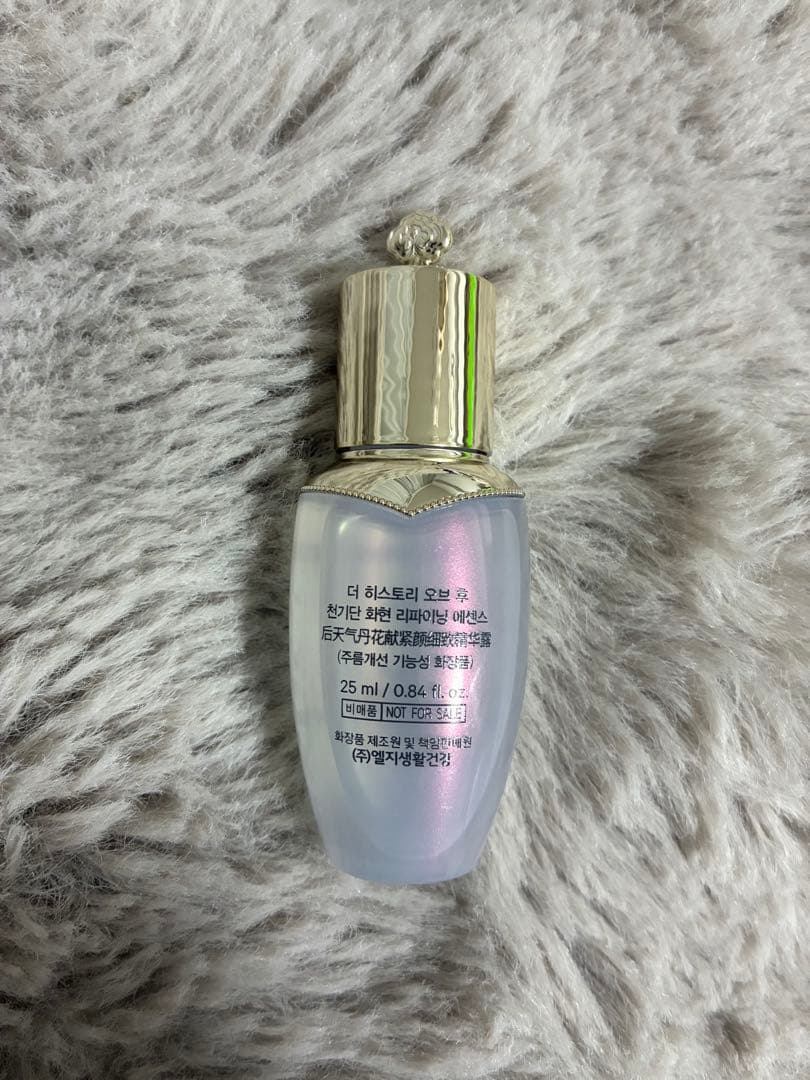 더 히스토리 오브 후
천기단 화현 리파이닝 에센스
后天气丹花献紧颜细致精华露
(주름개선 기능성 화장품)
25 ml / 0.84 fl. oz.
비매품 NOT FOR SALE
화장품 제조원 및 책임판매원
(주)엘지생활건강